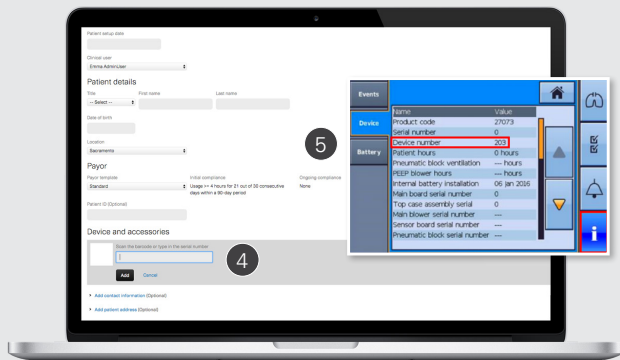 Patient setup date
Clinical user
Emma AdminUser
Patient details
Title First name Last name
-- Select --
Date of birth
Location
Sacramento
Payor
Payor template Initial compliance Ongoing compliance
Standard Usage >= 4 hours for 21 out of 30 consecutive None
days within a 90-day period
Patient ID (Optional)
Device and accessories
Scan the barcode or type in the serial number
Add Cancel
4
Add contact information (Optional)
Add patient address (Optional)
5
Events
Device
Battery
Name Value
Product code 27073
Serial number 0
Device number 203
Patient hours 0 hours
Pneumatic block ventilation --- hours
PEEP blower hours --- hours
Internal battery installation 06 jan 2016
Main board serial number 0
Top case assembly serial 0
Main blower serial number ---
Sensor board serial number ---
Pneumatic block serial number ---
i